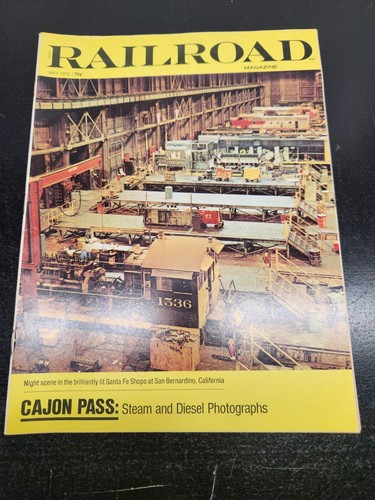 RAILROAD
MAGAZINE
75¢
1536
Night scene in the brilliantly lit Santa Fe Shops at San Bernardino, California
CAJON PASS: Steam and Diesel Photographs